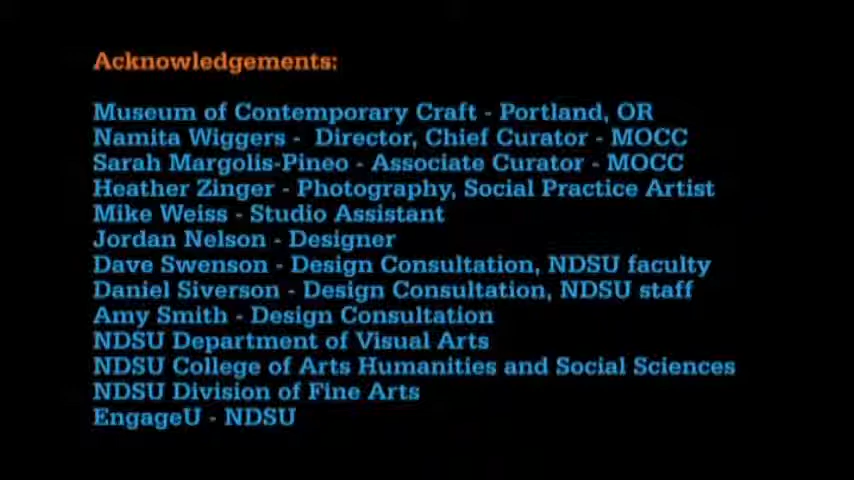 Acknowledgements:
Museum of Contemporary Craft - Portland, OR
Namita Wiggers - Director, Chief Curator - MOCC
Sarah Margolis-Pineo - Associate Curator - MOCC
Heather Zinger - Photography, Social Practice Artist
Mike Weiss - Studio Assistant
Jordan Nelson - Designer
Dave Swenson - Design Consultation, NDSU faculty
Daniel Siverson - Design Consultation, NDSU staff
Amy Smith - Design Consultation
NDSU Department of Visual Arts
NDSU College of Arts Humanities and Social Sciences
NDSU Division of Fine Arts
EngageU - NDSU